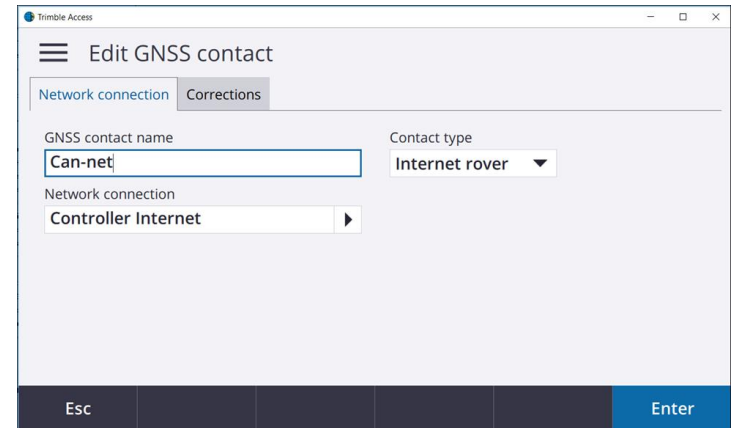 Trimble Access
Edit GNSS contact
Network connection Corrections
GNSS contact name Contact type
Can-net Internet rover
Network connection
Controller Internet
Esc Enter